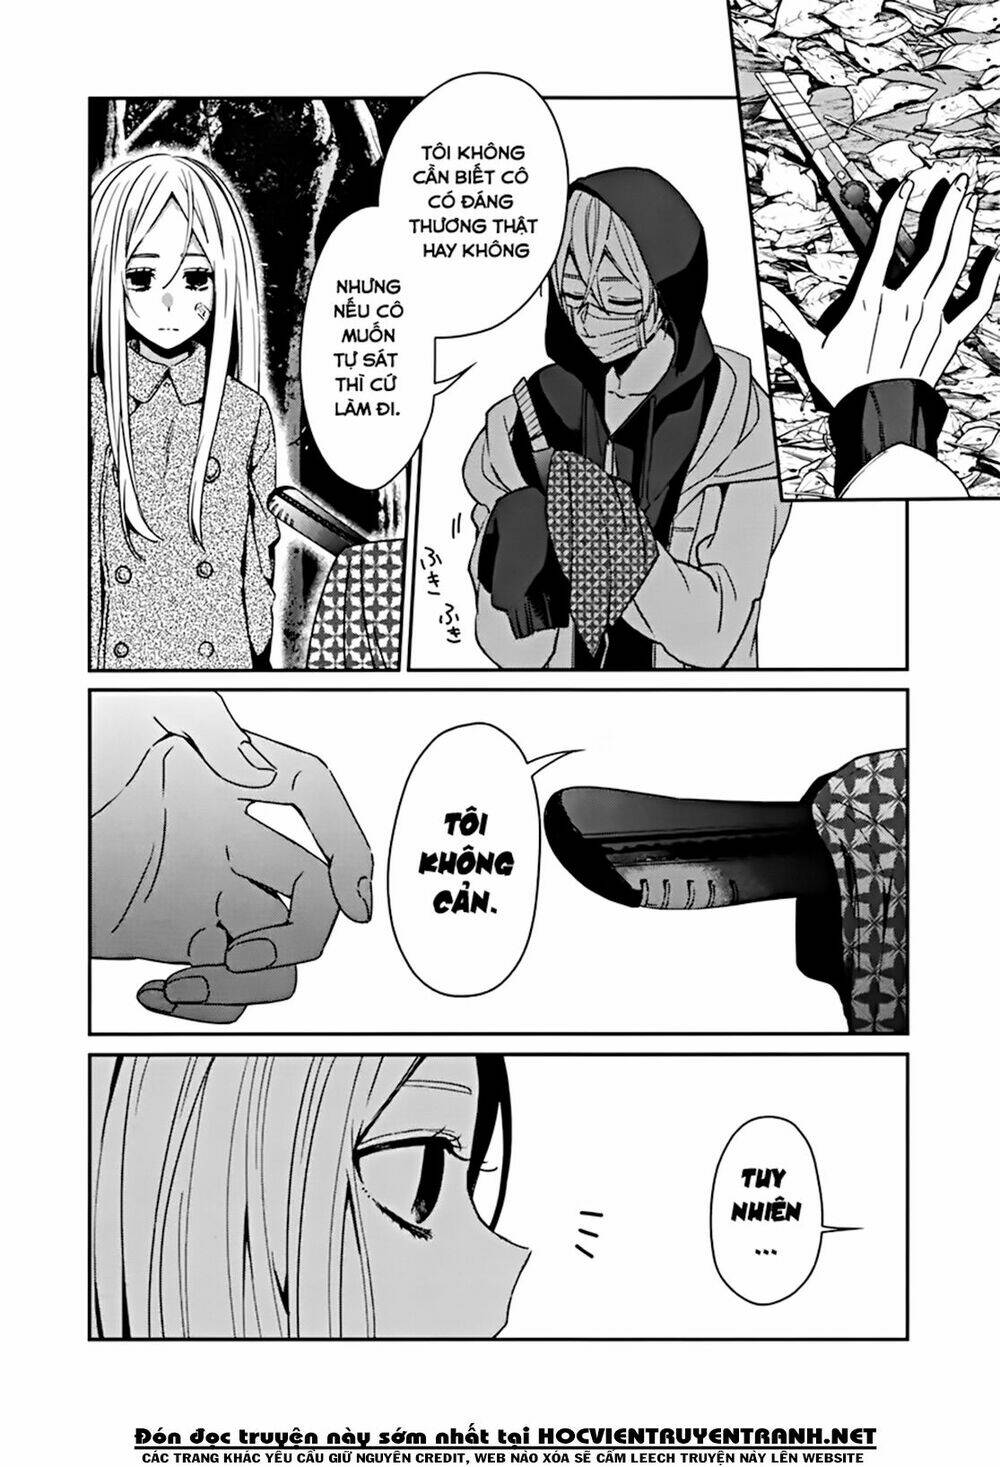 TÔI KHÔNG
CẦN BIẾT CÔ
CÓ ĐÁNG
THƯƠNG THẬT
HAY KHÔNG
NHƯNG
NẾU CÔ
MUỐN
TỰ SÁT
THÌ CỨ
LÀM ĐI.
ふき
ふき
TÔI
KHÔNG
CẢN.
TUY
NHIÊN
...
Đón đọc truyện này sớm nhất tại HOCVIENTRUYENTRANH.NET
CÁC TRANG KHÁC YÊU CẦU GIỮ NGUYÊN CREDIT, WEB NÀO XÓA SẼ CẤM LEECH TRUYỆN NÀY LÊN WEBSITE